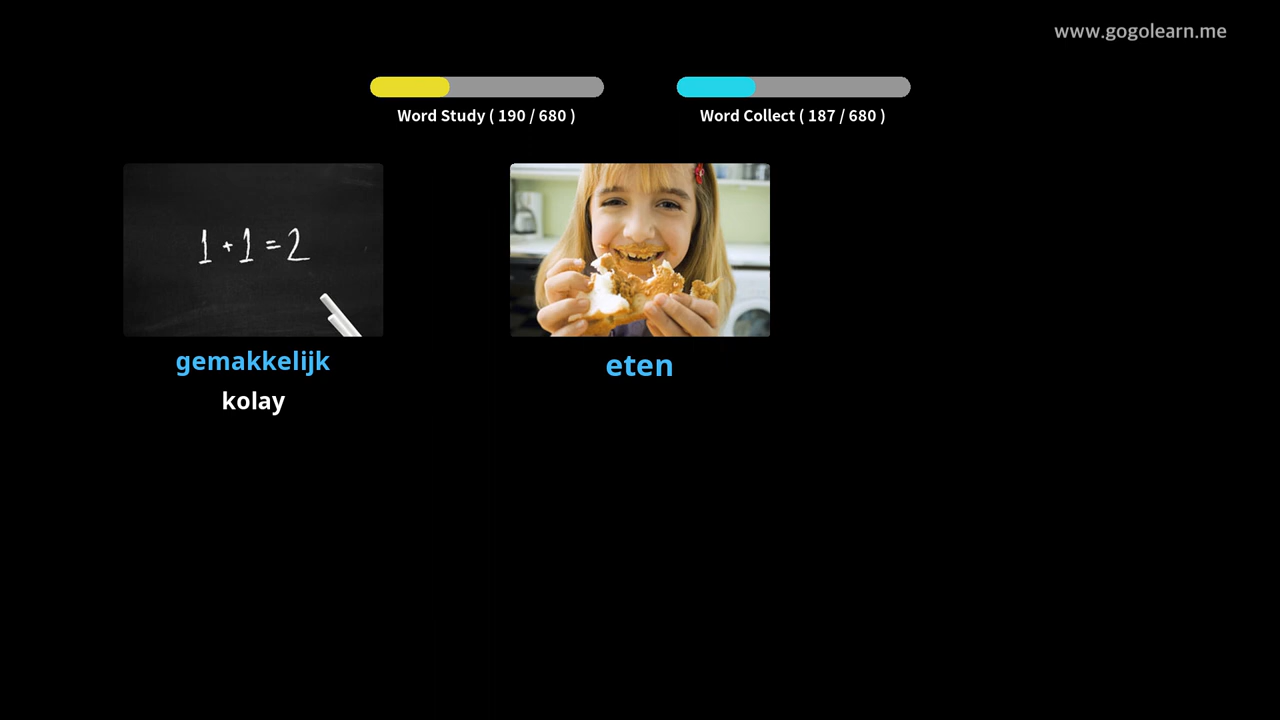 www.gogolearn.me
Word Study ( 190 / 680 )
Word Collect ( 187 / 680 )
1 + 1 = 2
gemakkelijk
kolay
eten